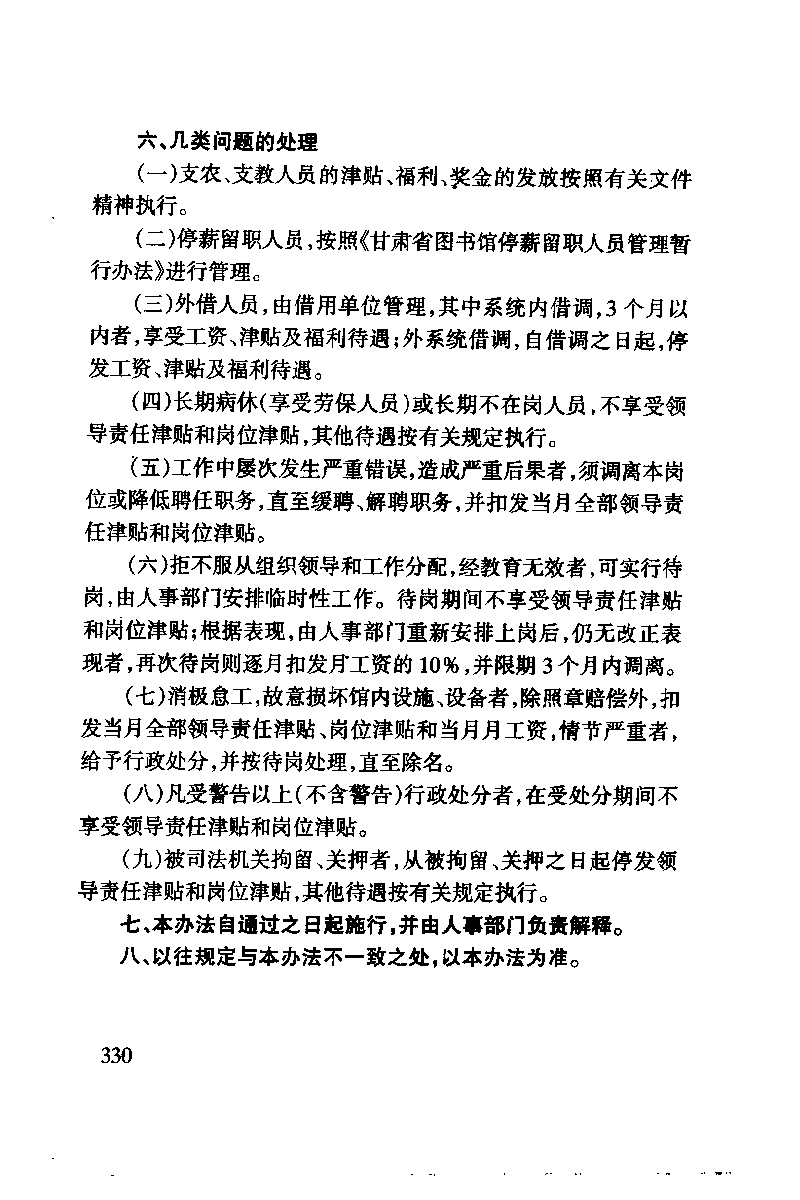 六、几类问题的处理
(一)支农、支教人员的津贴、福利、奖金的发放按照有关文件
精神执行。
(二)停薪留职人员,按照《甘肃省图书馆停薪留职人员管理暂
行办法》进行管理。
(三)外借人员,由借用单位管理,其中系统内借调,3个月以
内者,享受工资、津贴及福利待遇;外系统借调,自借调之日起,停
发工资、津贴及福利待遇。
(四)长期病休(享受劳保人员)或长期不在岗人员,不享受领
导责任津贴和岗位津贴,其他待遇按有关规定执行。
(五)工作中屡次发生严重错误,造成严重后果者,须调离本岗
位或降低聘任职务,直至缓聘、解聘职务,并扣发当月全部领导责
任津贴和岗位津贴。
(六)拒不服从组织领导和工作分配,经教育无效者,可实行待
岗,由人事部门安排临时性工作。待岗期间不享受领导责任津贴
和岗位津贴;根据表现,由人事部门重新安排上岗后,仍无改正表
现者,再次待岗则逐月扣发月工资的10%,并限期3个月内调离。
(七)消极怠工,故意损坏馆内设施、设备者,除照章赔偿外,扣
发当月全部领导责任津贴、岗位津贴和当月月工资,情节严重者,
给予行政处分,并按待岗处理,直至除名。
(八)凡受警告以上(不含警告)行政处分者,在受处分期间不
享受领导责任津贴和岗位津贴。
(九)被司法机关拘留、关押者,从被拘留、关押之日起停发领
导责任津贴和岗位津贴,其他待遇按有关规定执行。
七、本办法自通过之日起施行,并由人事部门负责解释。
八、以往规定与本办法不一致之处,以本办法为准。
330